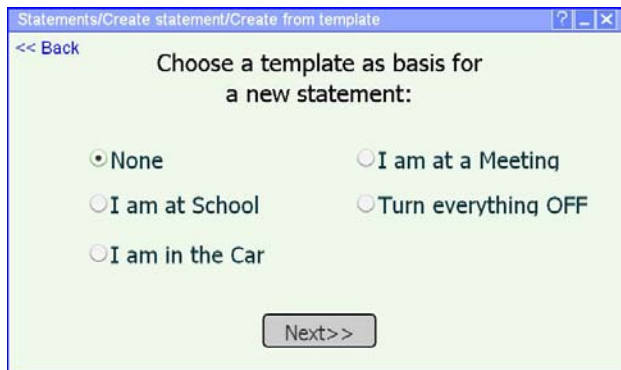 Statements/Create statement/Create from template
<< Back
Choose a template as basis for
a new statement:
None
I am at a Meeting
I am at School
Turn everything OFF
I am in the Car
Next>>